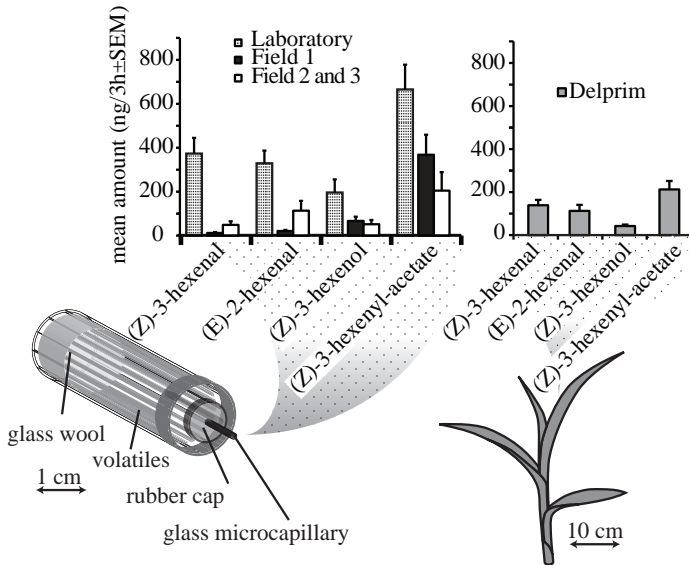 mean amount (ng/3h±SEM)
800
600
400
200
0
Laboratory
Field 1
Field 2 and 3
(Z)-3-hexenal
(E)-2-hexenal
(Z)-3-hexenol
(Z)-3-hexenyl-acetate
800
600
400
200
0
Delprim
(Z)-3-hexenal
(E)-2-hexenal
(Z)-3-hexenol
(Z)-3-hexenyl-acetate
glass wool
volatiles
1 cm
rubber cap
glass microcapillary
10 cm